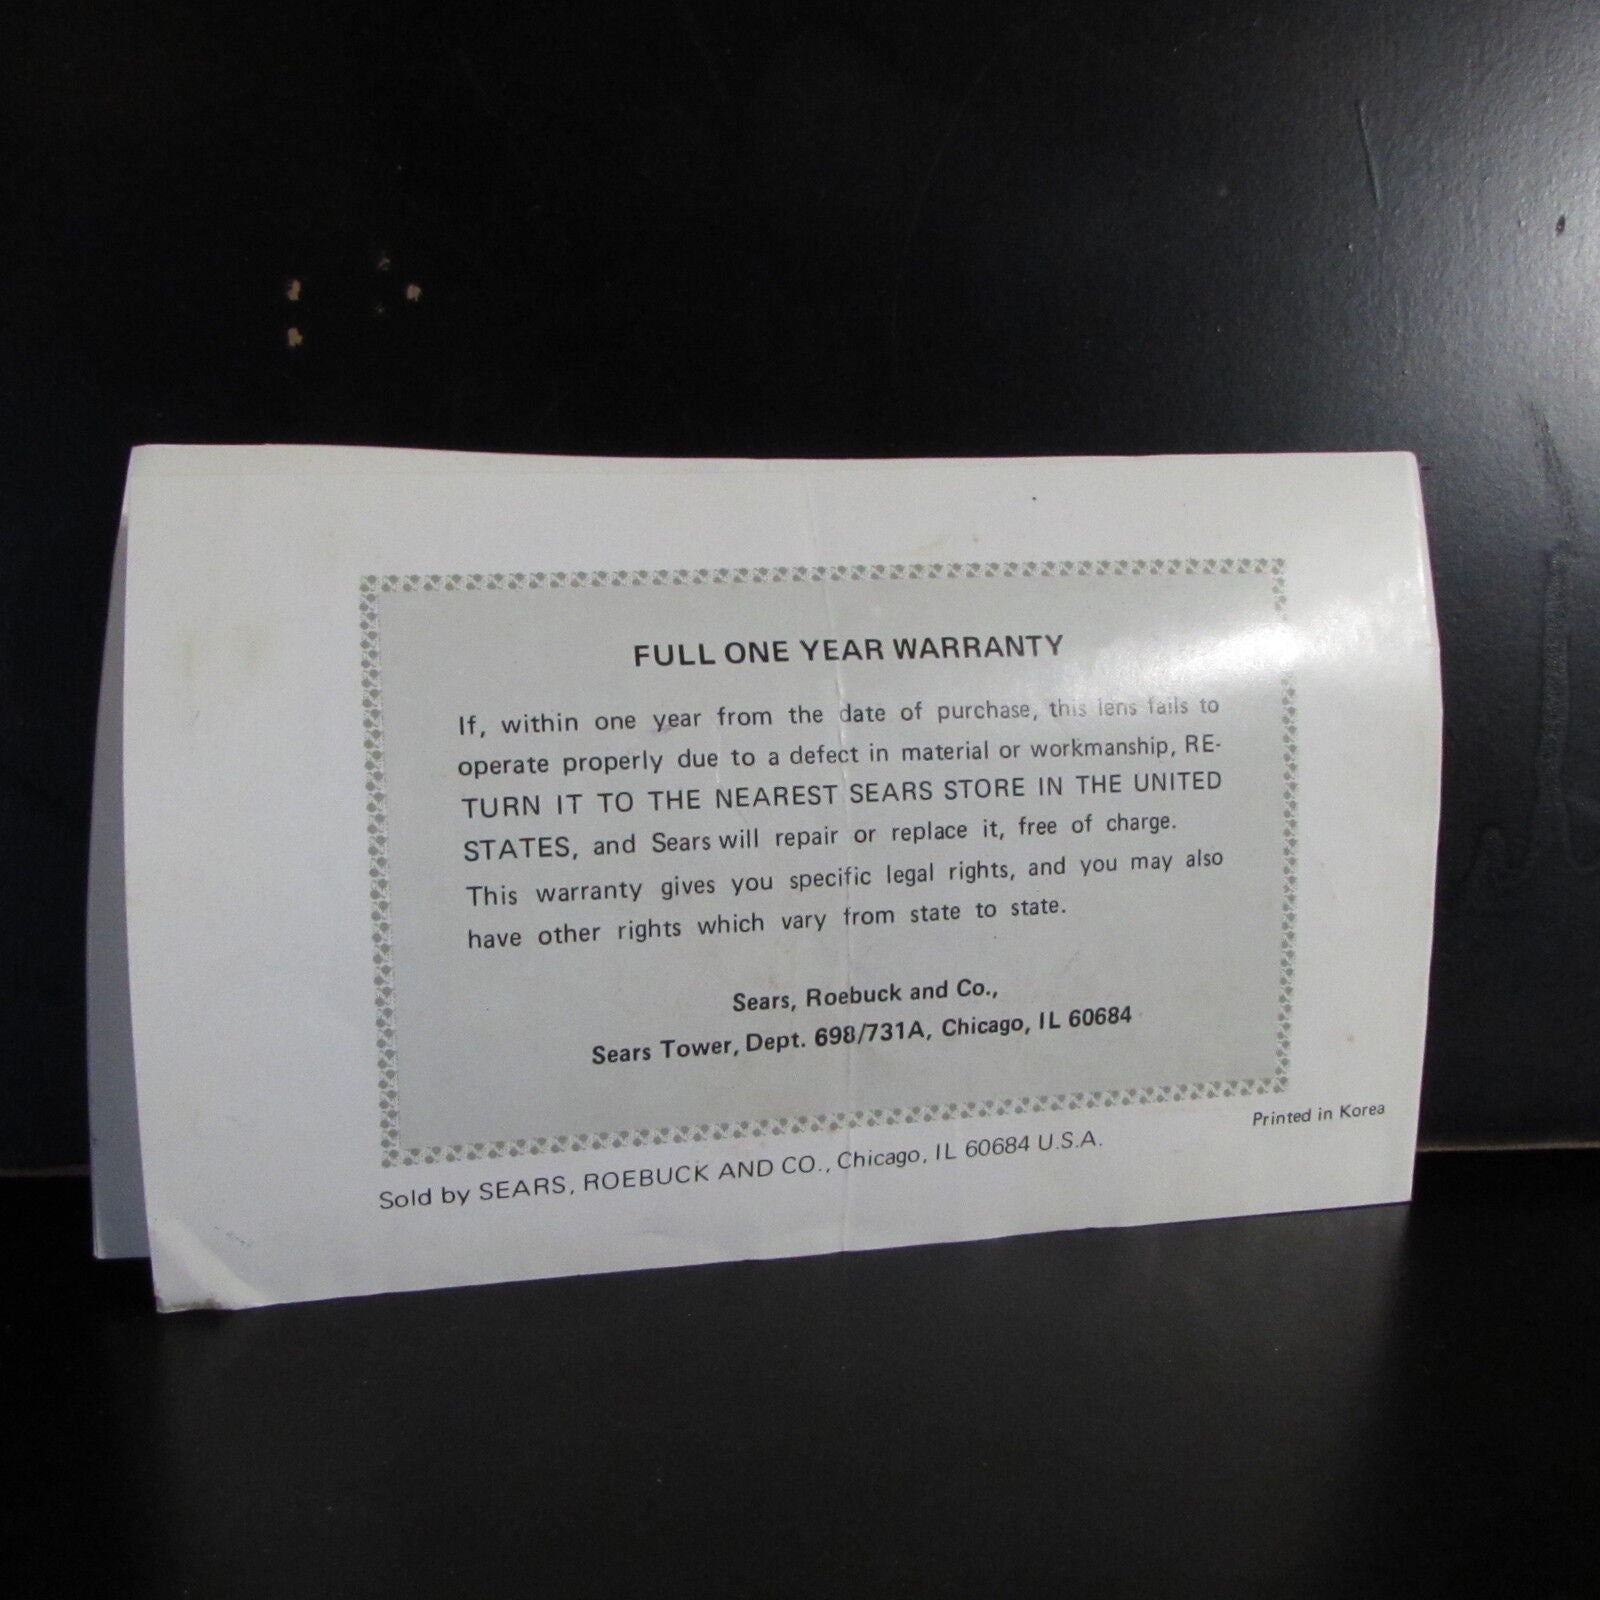 FULL ONE YEAR WARRANTY
If, within one year from the date of purchase, this lens fails to
operate properly due to a defect in material or workmanship, RE-
TURN IT TO THE NEAREST SEARS STORE IN THE UNITED
STATES, and Sears will repair or replace it, free of charge.
This warranty gives you specific legal rights, and you may also
have other rights which vary from state to state.
Sears, Roebuck and Co.,
Sears Tower, Dept. 698/731A, Chicago, IL 60684
Printed in Korea
Sold by SEARS, ROEBUCK AND CO., Chicago, IL 60684 U.S.A.